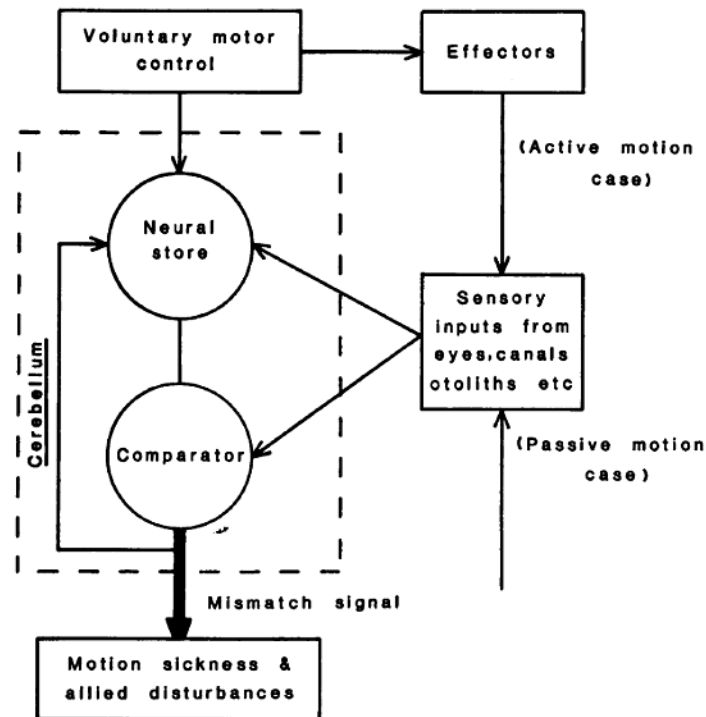 Voluntary motor
control
Effectors
(Active motion
case)
Neural
store
Sensory
inputs from
eyes,canals
otoliths etc
Cerebellum
Comparator
(Passive motion
case)
Mismatch signal
Motion sickness &
allied disturbances